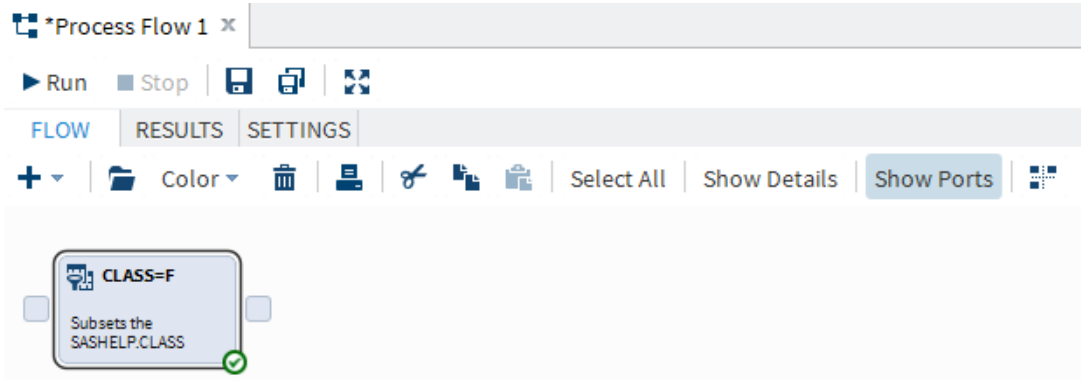 *Process Flow 1 x
Run Stop
FLOW RESULTS SETTINGS
Color Select All Show Details Show Ports
CLASS=F
Subsets the
SASHELP.CLASS